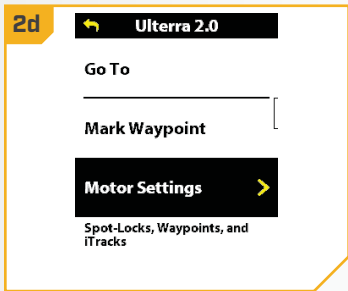 2d
Ulterra 2.0
Go To
Mark Waypoint
Motor Settings
Spot-Locks, Waypoints, and
iTracks